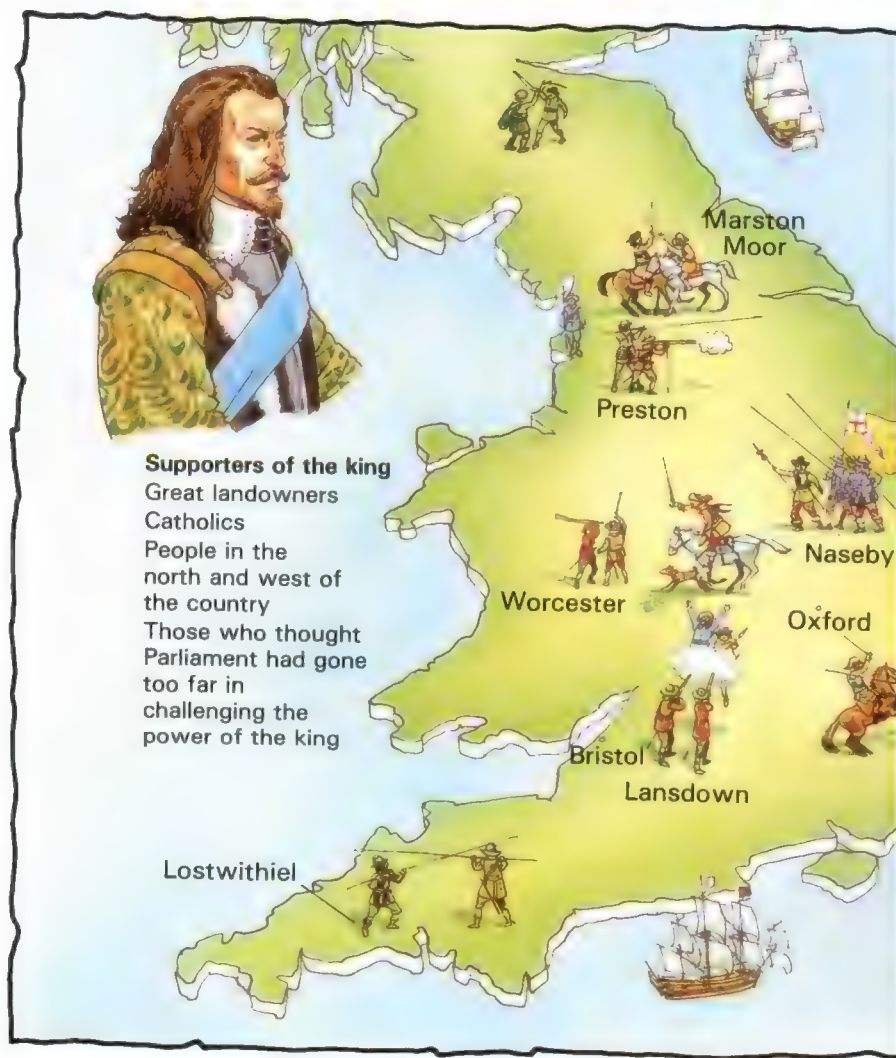 Marston
Moor
Preston
Supporters of the king
Great landowners
Catholics
People in the
north and west of
the country
Those who thought
Parliament had gone
too far in
challenging the
power of the king
Naseby
Worcester
Oxford
Bristol
Lansdown
Lostwithiel